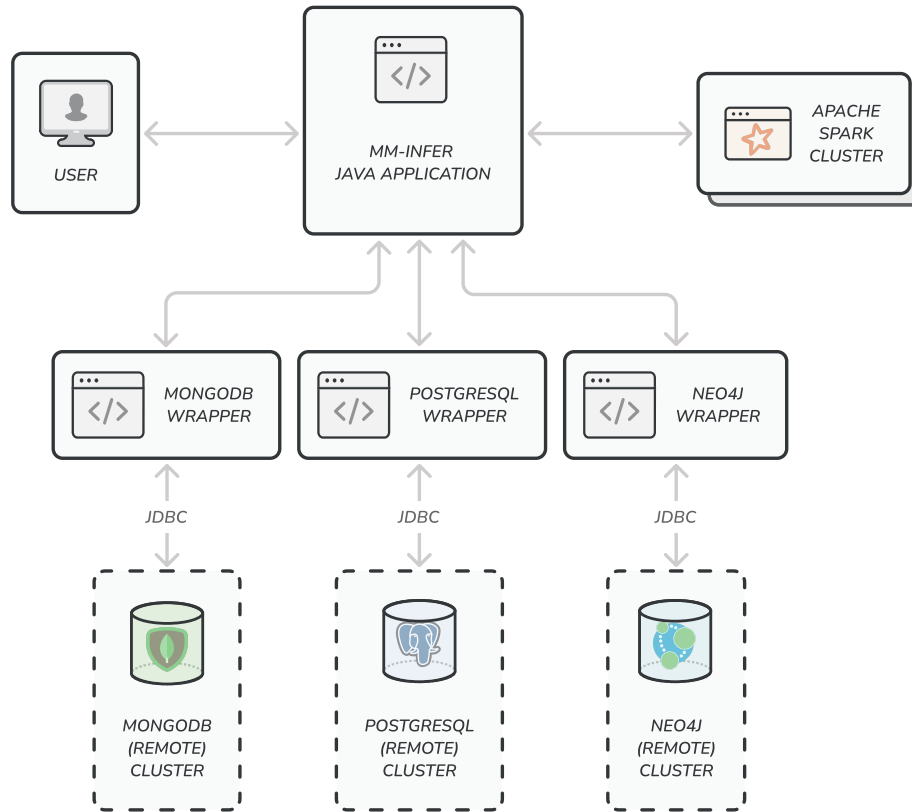 USER
MM-INFER
JAVA APPLICATION
APACHE
SPARK
CLUSTER
MONGODB
WRAPPER
POSTGRESQL
WRAPPER
NEO4J
WRAPPER
JDBC
JDBC
JDBC
MONGODB
(REMOTE)
CLUSTER
POSTGRESQL
(REMOTE)
CLUSTER
NEO4J
(REMOTE)
CLUSTER